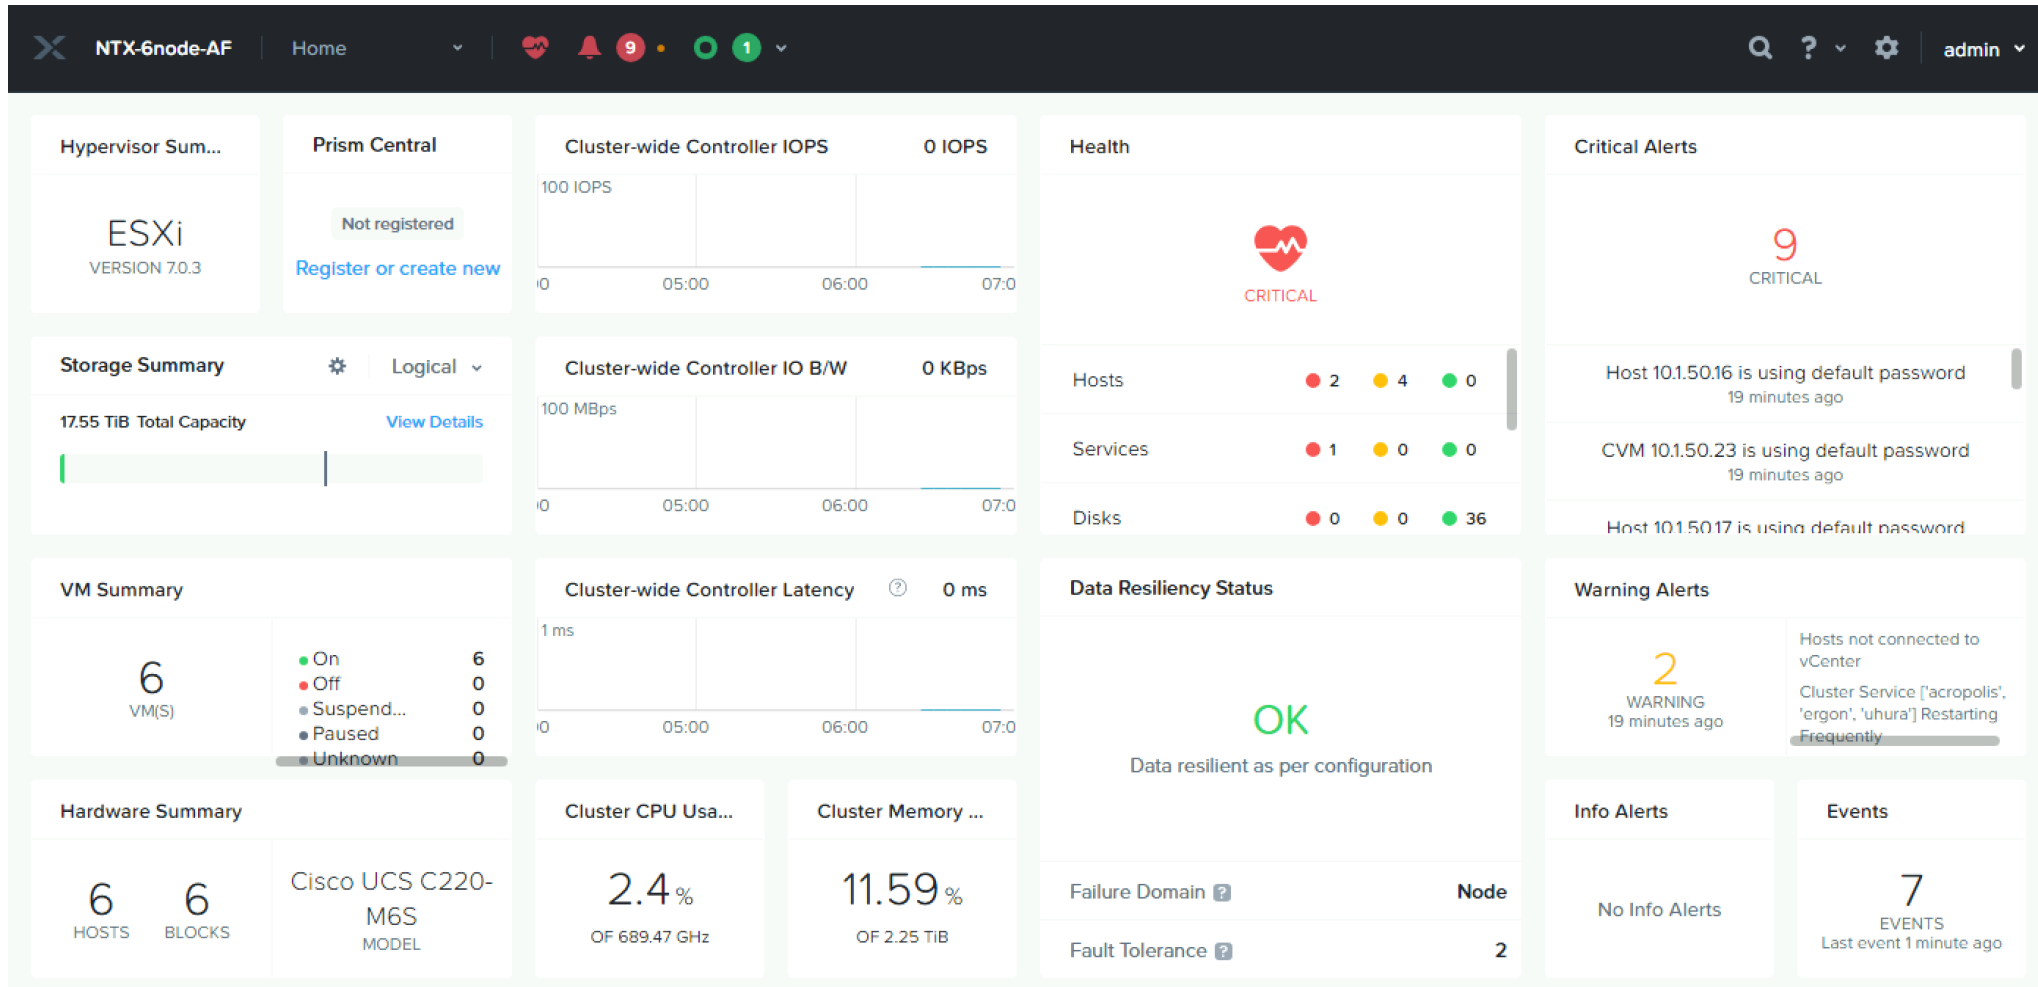 NTX-6node-AF Home 9 1 admin
Hypervisor Sum...
ESXi
VERSION 7.0.3
Prism Central
Not registered
Register or create new
Cluster-wide Controller IOPS 0 IOPS
100 IOPS
05:00 06:00
Health
CRITICAL
Hosts 2 4 0
Services 1 0 0
Disks 0 0 36
Critical Alerts
9
CRITICAL
Host 10.1.50.16 is using default password
19 minutes ago
CVM 10.1.50.23 is using default password
19 minutes ago
Host 10.1.50.17 is using default password
Storage Summary Logical
17.55 TiB Total Capacity View Details
Cluster-wide Controller IO B/W 0 KBps
100 MBps
05:00 06:00
VM Summary
6
VM(S)
On 6
Off 0
Suspend... 0
Paused 0
Unknown 0
Cluster-wide Controller Latency ? 0 ms
1 ms
05:00 06:00
Data Resiliency Status
OK
Data resilient as per configuration
Failure Domain ? Node
Fault Tolerance ? 2
Warning Alerts
2
WARNING
19 minutes ago
Hosts not connected to
vCenter
Cluster Service ['acropolis',
'ergon', 'uhura'] Restarting
Frequently
Hardware Summary
6
HOSTS
6
BLOCKS
Cisco UCS C220-
M6S
MODEL
Cluster CPU Usa...
2.4 %
OF 689.47 GHz
Cluster Memory ...
11.59 %
OF 2.25 TiB
Info Alerts
No Info Alerts
Events
7
EVENTS
Last event 1 minute ago